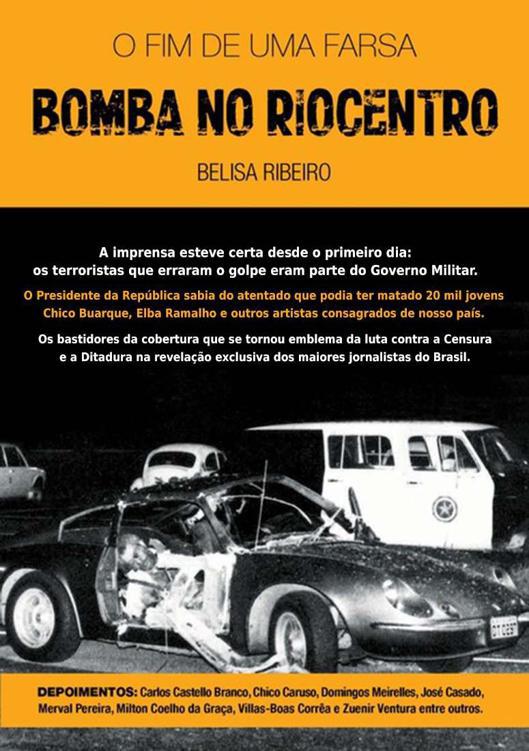 O FIM DE UMA FARSA
BOMBA NO RIOCENTRO
BELISA RIBEIRO
A imprensa esteve certa desde o primeiro dia:
os terroristas que erraram o golpe eram parte do Governo Militar.
O Presidente da República sabia do atentado que podia ter matado 20 mil jovens
Chico Buarque, Elba Ramalho e outros artistas consagrados de nosso país.
Os bastidores da cobertura que se tornou emblema da luta contra a Censura
e a Ditadura na revelação exclusiva dos maiores jornalistas do Brasil.
DEPOIMENTOS: Carlos Castello Branco, Chico Caruso, Domingos Meirelles, José Casado,
Merval Pereira, Milton Coelho da Graça, Villas-Boas Corrêa e Zuenir Ventura entre outros.